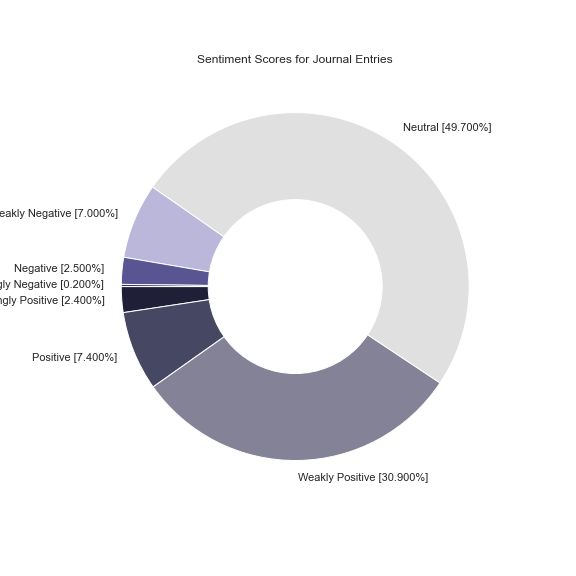 Sentiment Scores for Journal Entries
Neutral [49.700%]
eakly Negative [7.000%]
Negative [2.500%]
gly Negative [0.200%]
ngly Positive [2.400%]
Positive [7.400%]
Weakly Positive [30.900%]